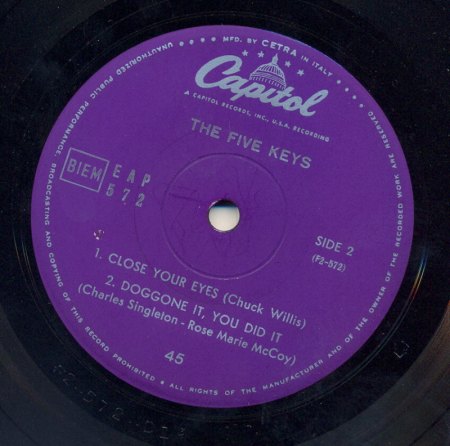 MFD. BY CETRA IN ITALY ★ ALL RIGHTS OF THE MANUFACTURER AND OF THE OWNER OF THE RECORDED WORK ARE RESERVED ★ UNAUTHORIZED PUBLIC PERFORMANCE, BROADCASTING AND COPYING OF THIS RECORD PROHIBITED ★
Capitol
A CAPITOL RECORDS, INC., U.S.A. RECORDING
THE FIVE KEYS
BIEM
EAP
572
SIDE 2
(F2-572)
1. CLOSE YOUR EYES (Chuck Willis)
2. DOGGONE IT, YOU DID IT
(Charles Singleton - Rose Marie McCoy)
45